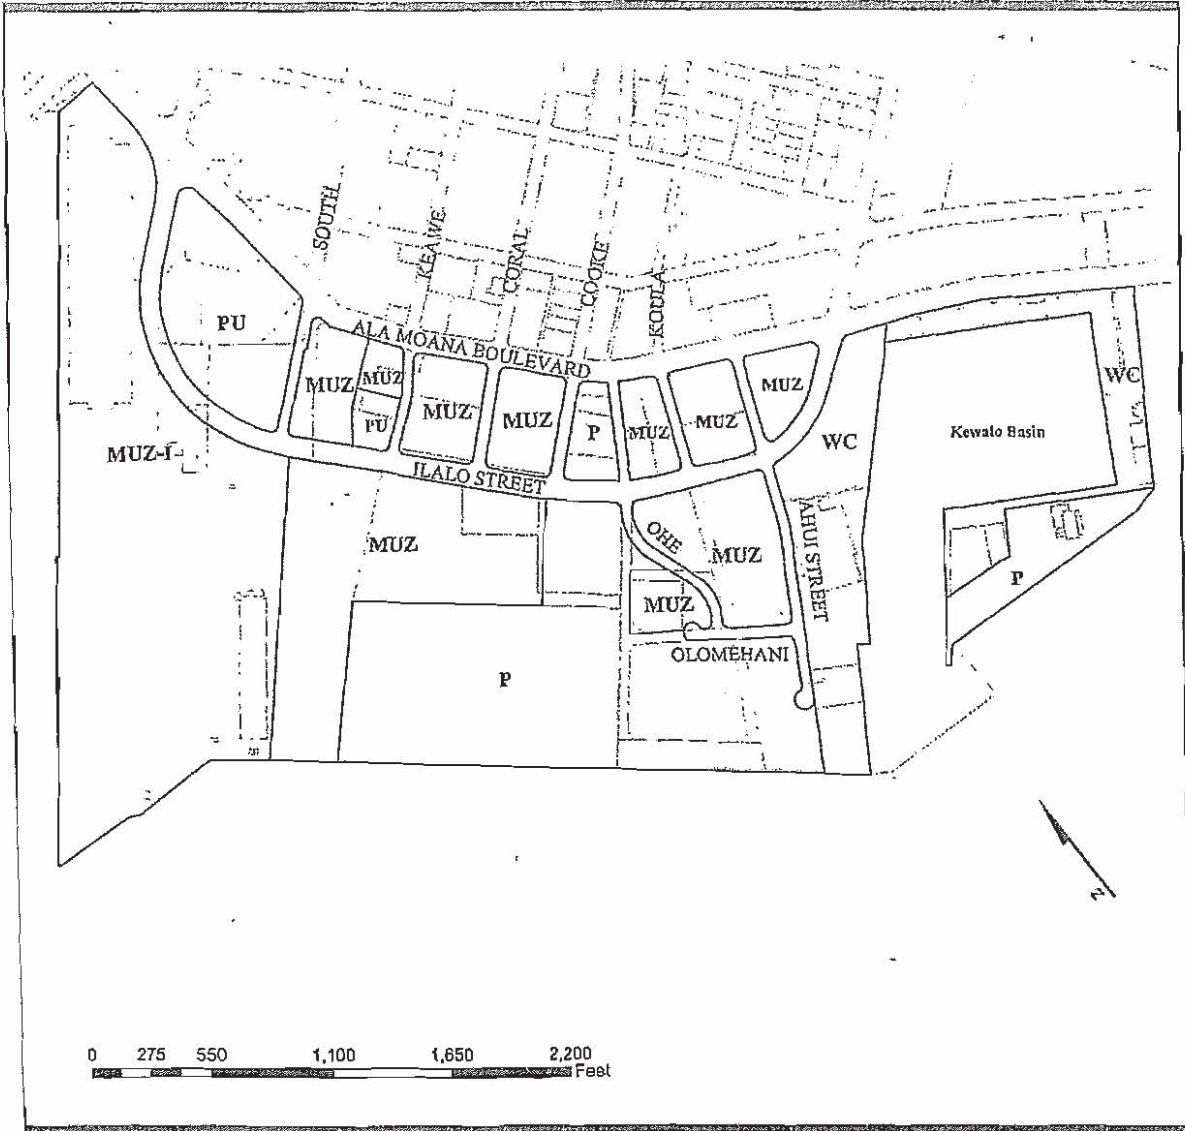 SOUTH
KEAWE
CORAL
COOKE
KOULA
ALA MOANA BOULEVARD
PU
MUZ
MUZ
PU
MUZ
MUZ
P
MUZ
MUZ
MUZ
WC
WC
Kewalo Basin
MUZ-I
ILALO STREET
MUZ
OHE
MUZ
AHUI STREET
MUZ
P
OLOMEHANI
P
N
0 275 550 1,100 1,650 2,200
Feet